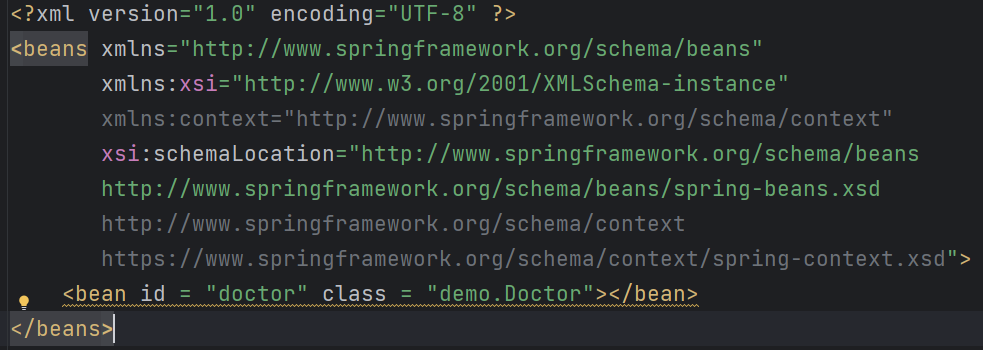 <?xml version="1.0" encoding="UTF-8" ?>
<beans xmlns="http://www.springframework.org/schema/beans"
xmlns:xsi="http://www.w3.org/2001/XMLSchema-instance"
xmlns:context="http://www.springframework.org/schema/context"
xsi:schemaLocation="http://www.springframework.org/schema/beans
http://www.springframework.org/schema/beans/spring-beans.xsd
http://www.springframework.org/schema/context
https://www.springframework.org/schema/context/spring-context.xsd">
<bean id = "doctor" class = "demo.Doctor"></bean>
</beans>